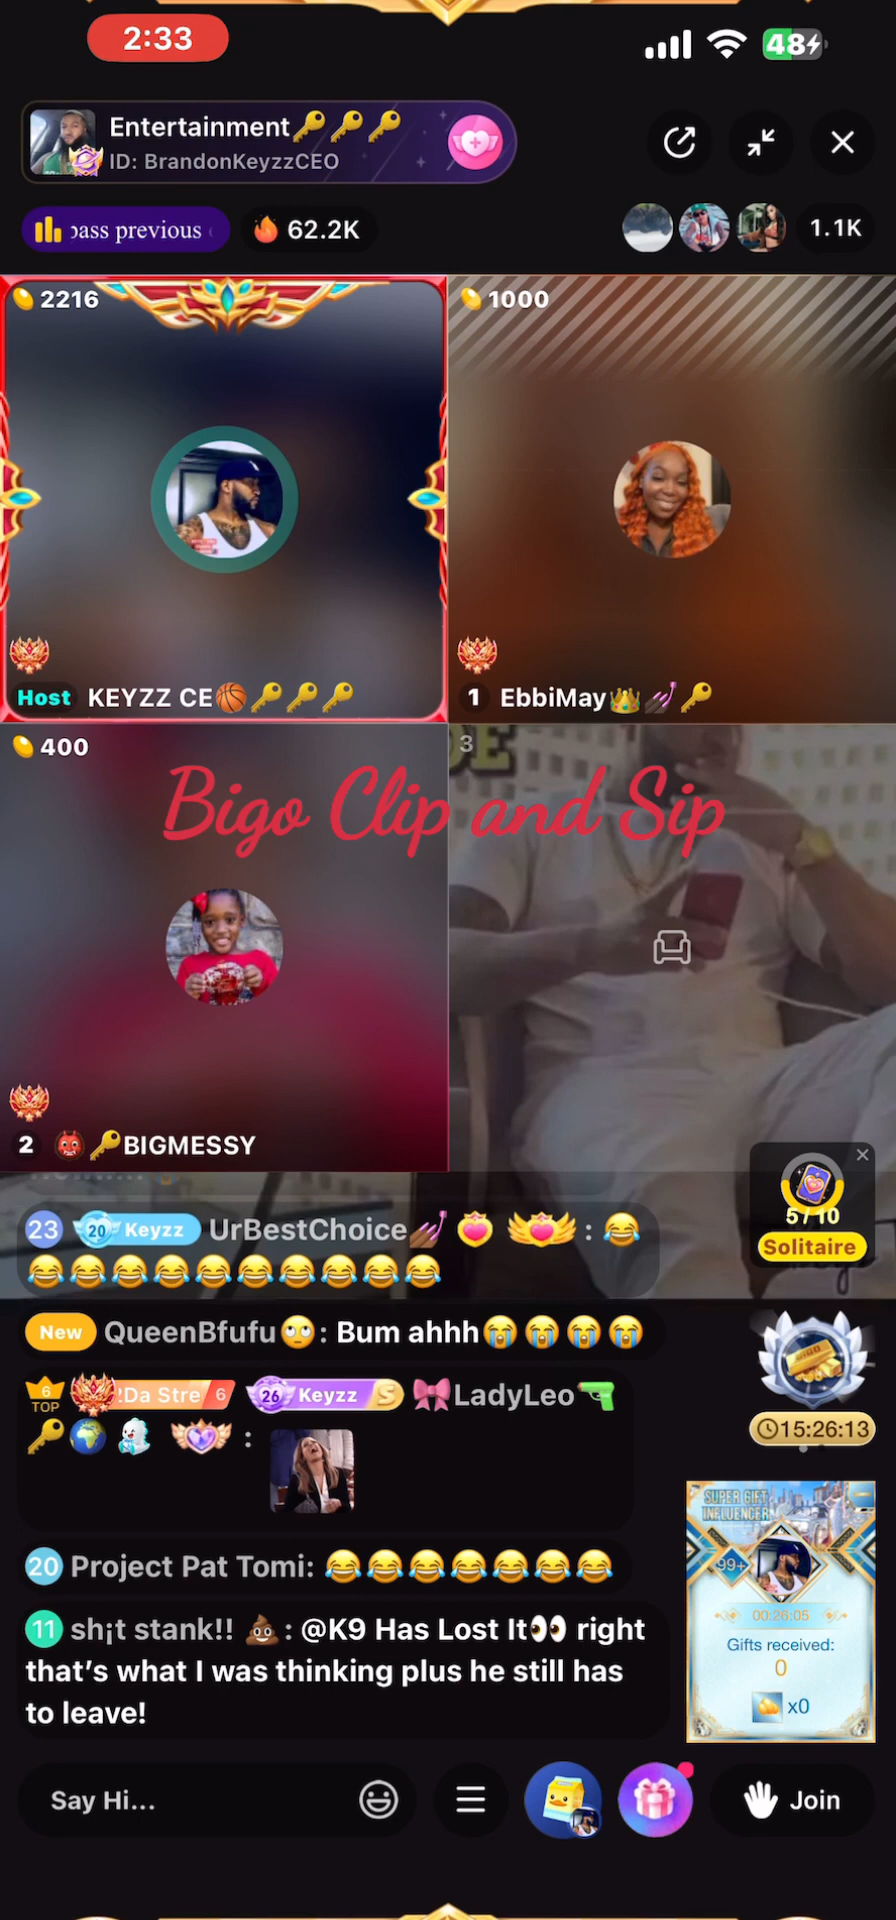 2:33
48
Entertainment🔑🔑🔑
ID: BrandonKeyzzCEO
pass previous
62.2K
1.1K
2216
1000
Host KEYZZ CE🏀🔑🔑🔑
1 EbbiMay👑💅🏿🔑
400
3
Bigo Clip and Sip
2 👹🔑BIGMESSY
5/10
Solitaire
23 20 Keyzz UrBestChoice💅🏾 : 😂
😂😂😂😂😂😂😂😂😂😂
New QueenBfufu🙄: Bum ahhh😭😭😭😭
6 TOP !Da Stre 6 26 Keyzz S 🎀LadyLeo🔫
🔑🌍 :
15:26:13
20 Project Pat Tomi: 😂😂😂😂😂😂😂
11 sh¡t stank!! 💩: @K9 Has Lost It👀 right
that’s what I was thinking plus he still has
to leave!
SUPER GIFT
INFLUENCER
99+
00:26:05
Gifts received:
0
x0
Say Hi...
Join